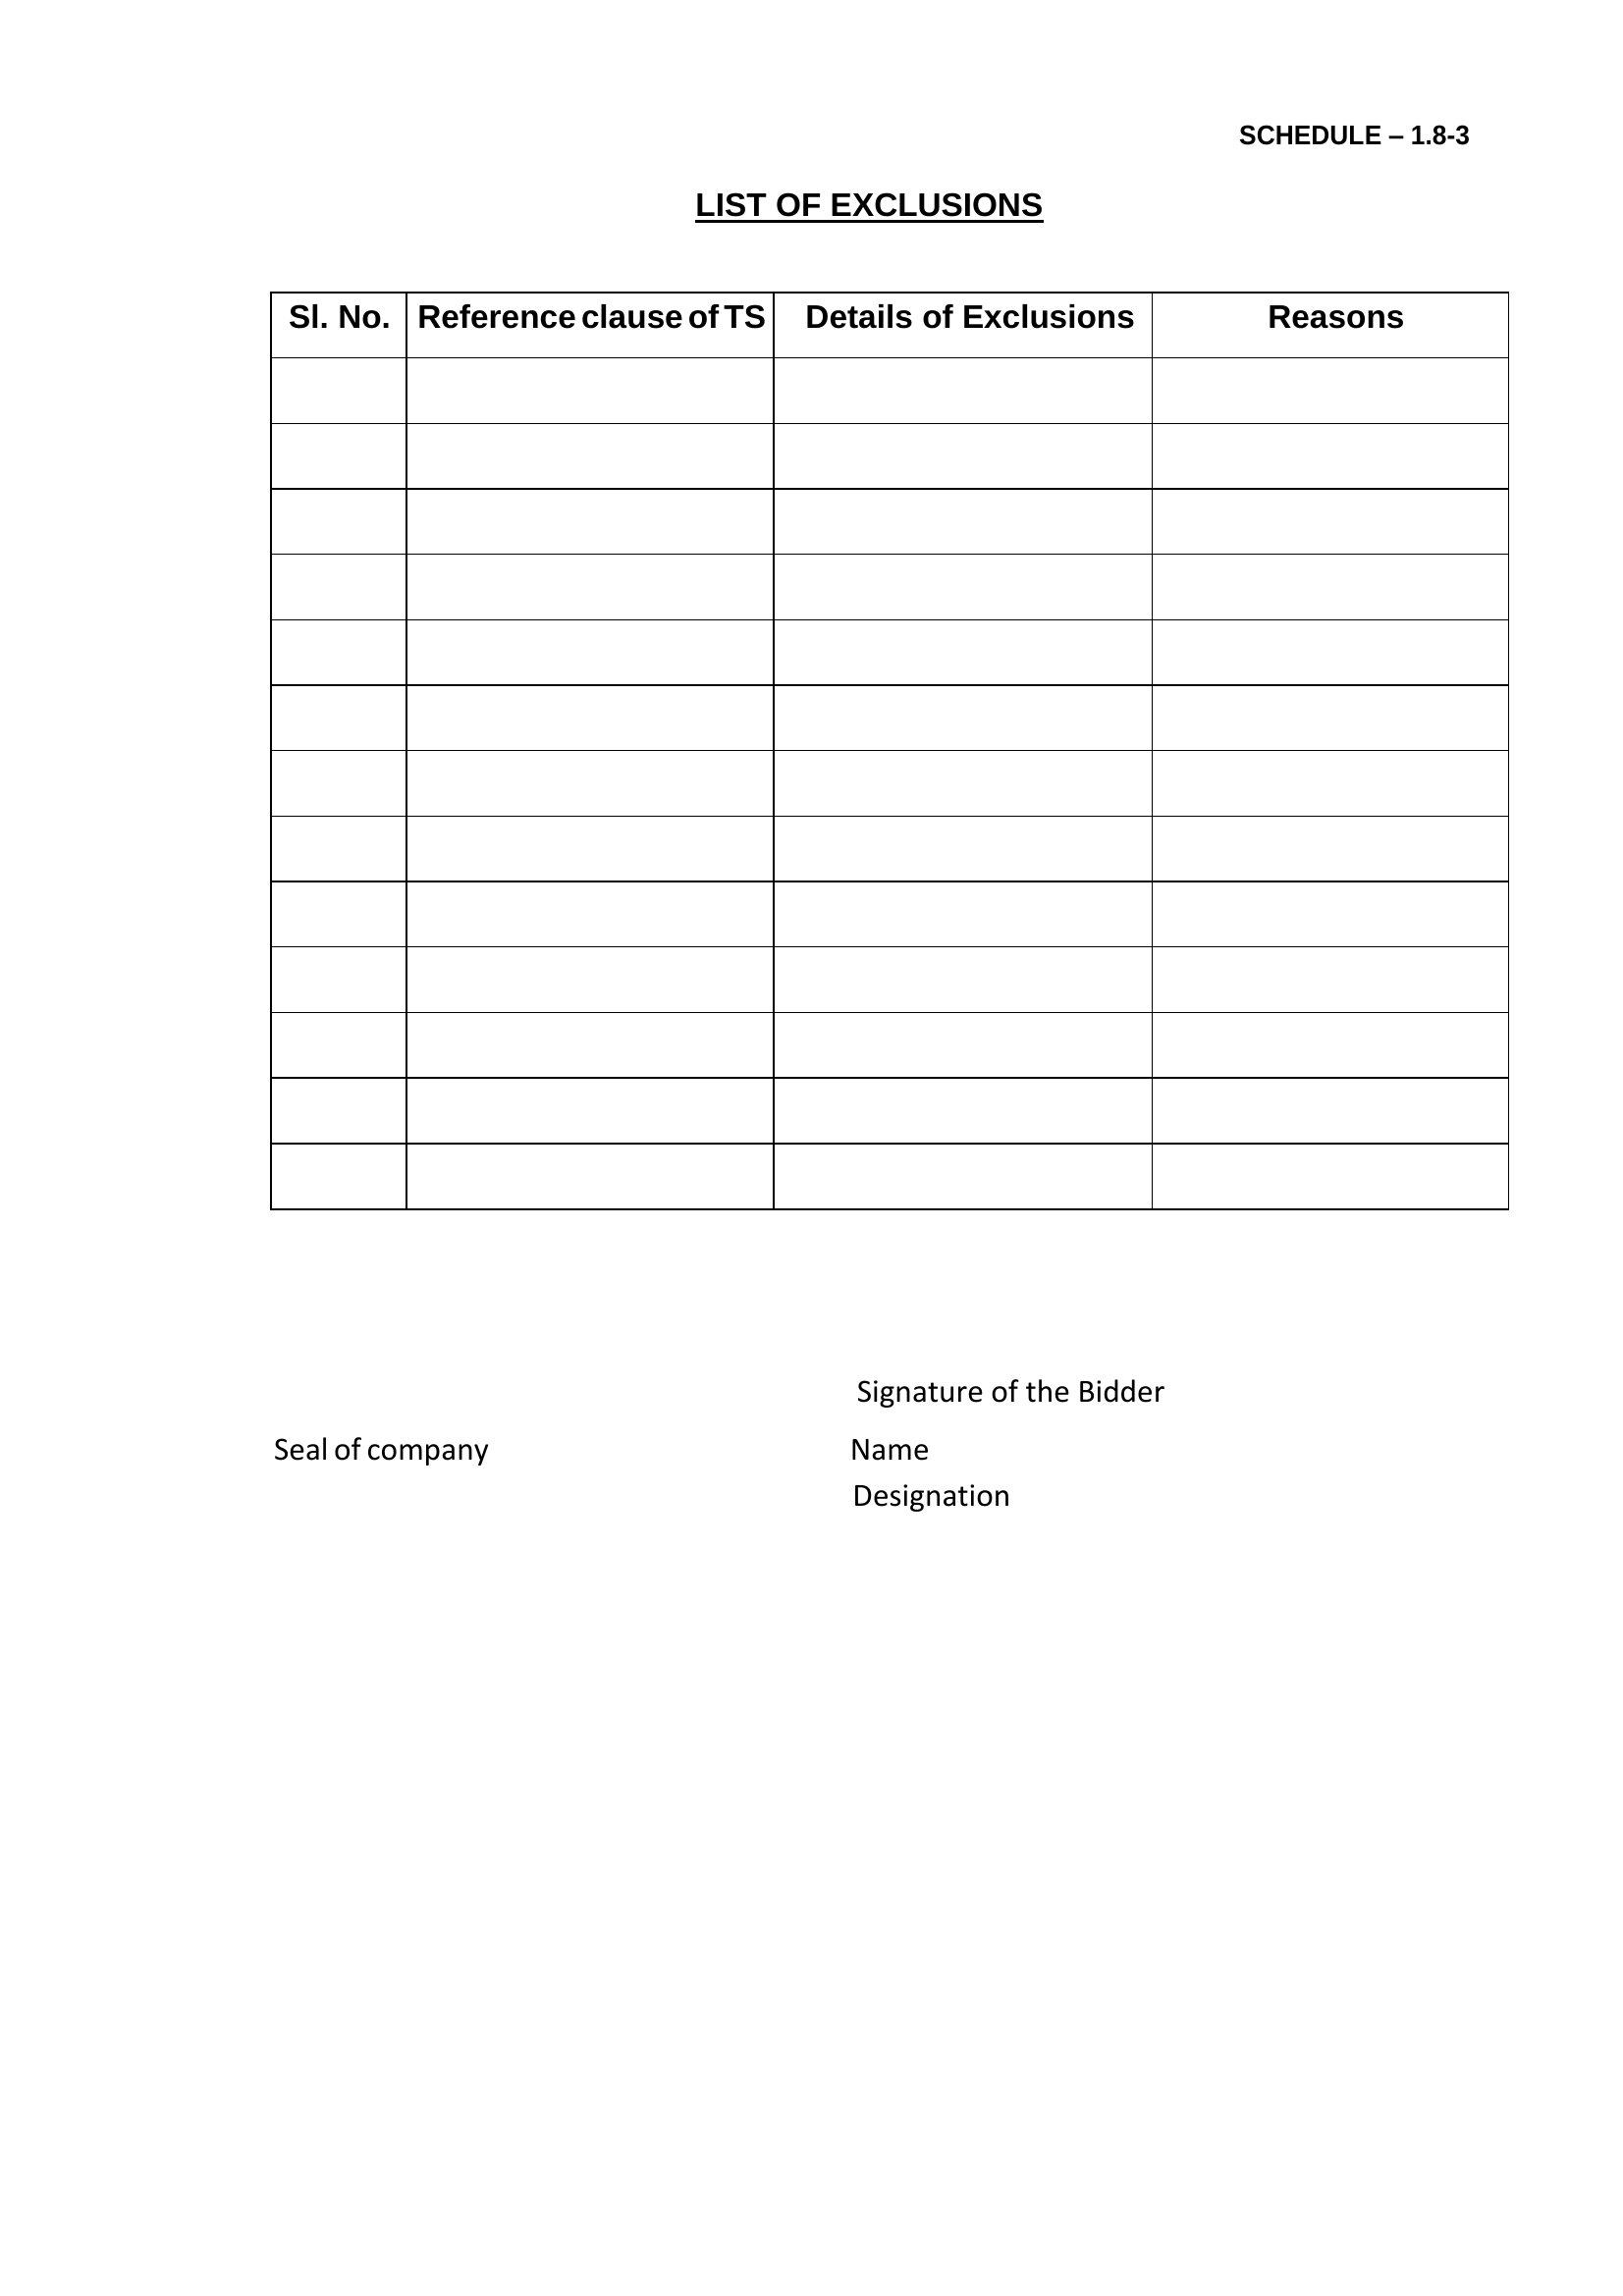 SCHEDULE – 1.8-3
LIST OF EXCLUSIONS
Sl. No. Reference clause of TS Details of Exclusions Reasons
Signature of the Bidder
Seal of company Name
Designation